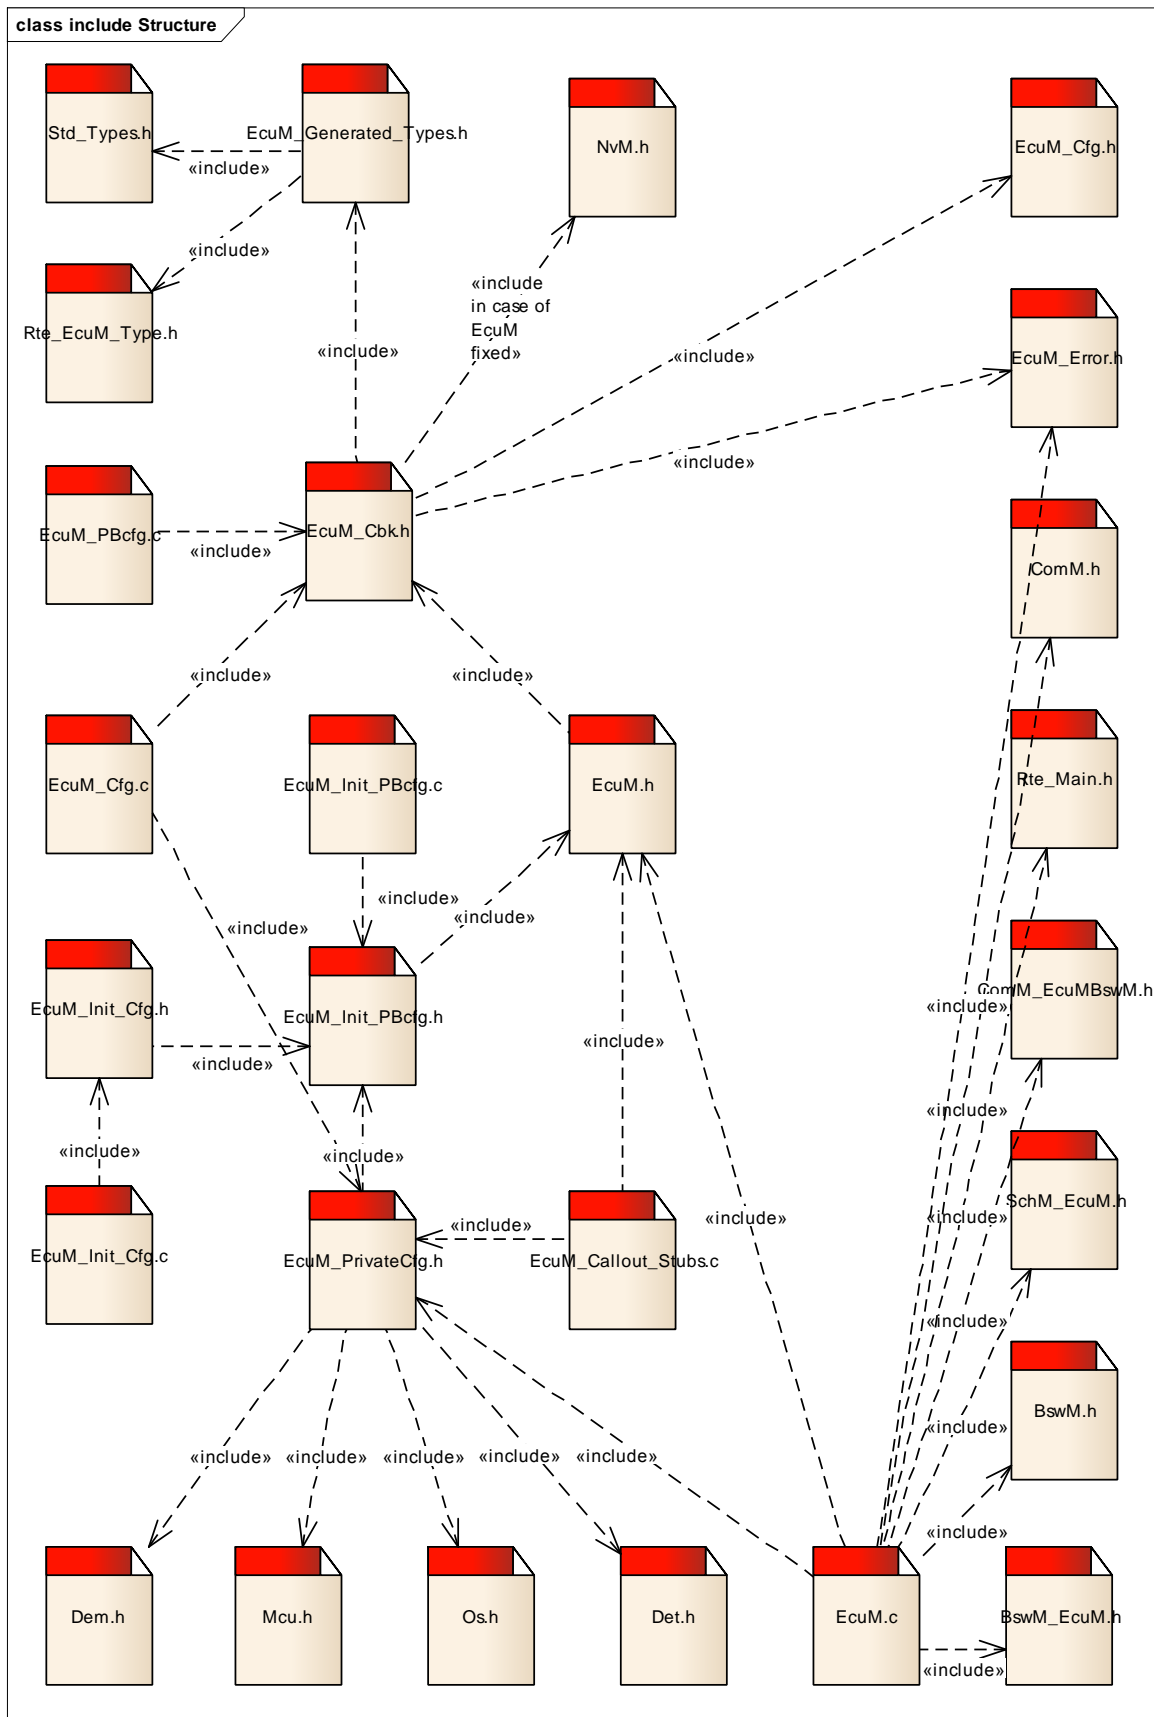 class include Structure
Std_Types.h
EcuM_Generated_Types.h
NvM.h
EcuM_Cfg.h
«include»
«include»
«include
in case of
EcuM
fixed»
Rte_EcuM_Type.h
«include»
«include»
EcuM_Error.h
«include»
EcuM_PBcfg.c
«include»
EcuM_Cbk.h
ComM.h
«include»
«include»
EcuM_Cfg.c
EcuM_Init_PBcfg.c
EcuM.h
Rte_Main.h
«include»
«include»
«include»
EcuM_Init_Cfg.h
EcuM_Init_PBcfg.h
ComM_EcuMBswM.h
«include»
«include»
«include»
«include»
«include»
«include»
EcuM_Init_Cfg.c
EcuM_PrivateCfg.h
«include»
EcuM_Callout_Stubs.c
«include»
SchM_EcuM.h
«include»
«include»
BswM.h
«include»
«include»
«include»
«include»
«include»
«include»
«include»
Dem.h
Mcu.h
Os.h
Det.h
EcuM.c
BswM_EcuM.h
«include»